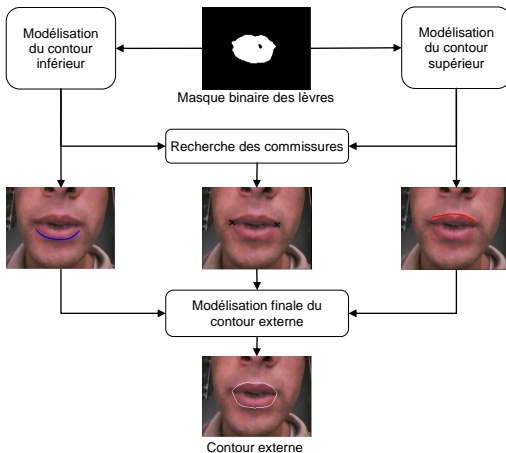 Modélisation
du contour
inférieur
Masque binaire des lèvres
Modélisation
du contour
supérieur
Recherche des commissures
Modélisation finale du
contour externe
Contour externe